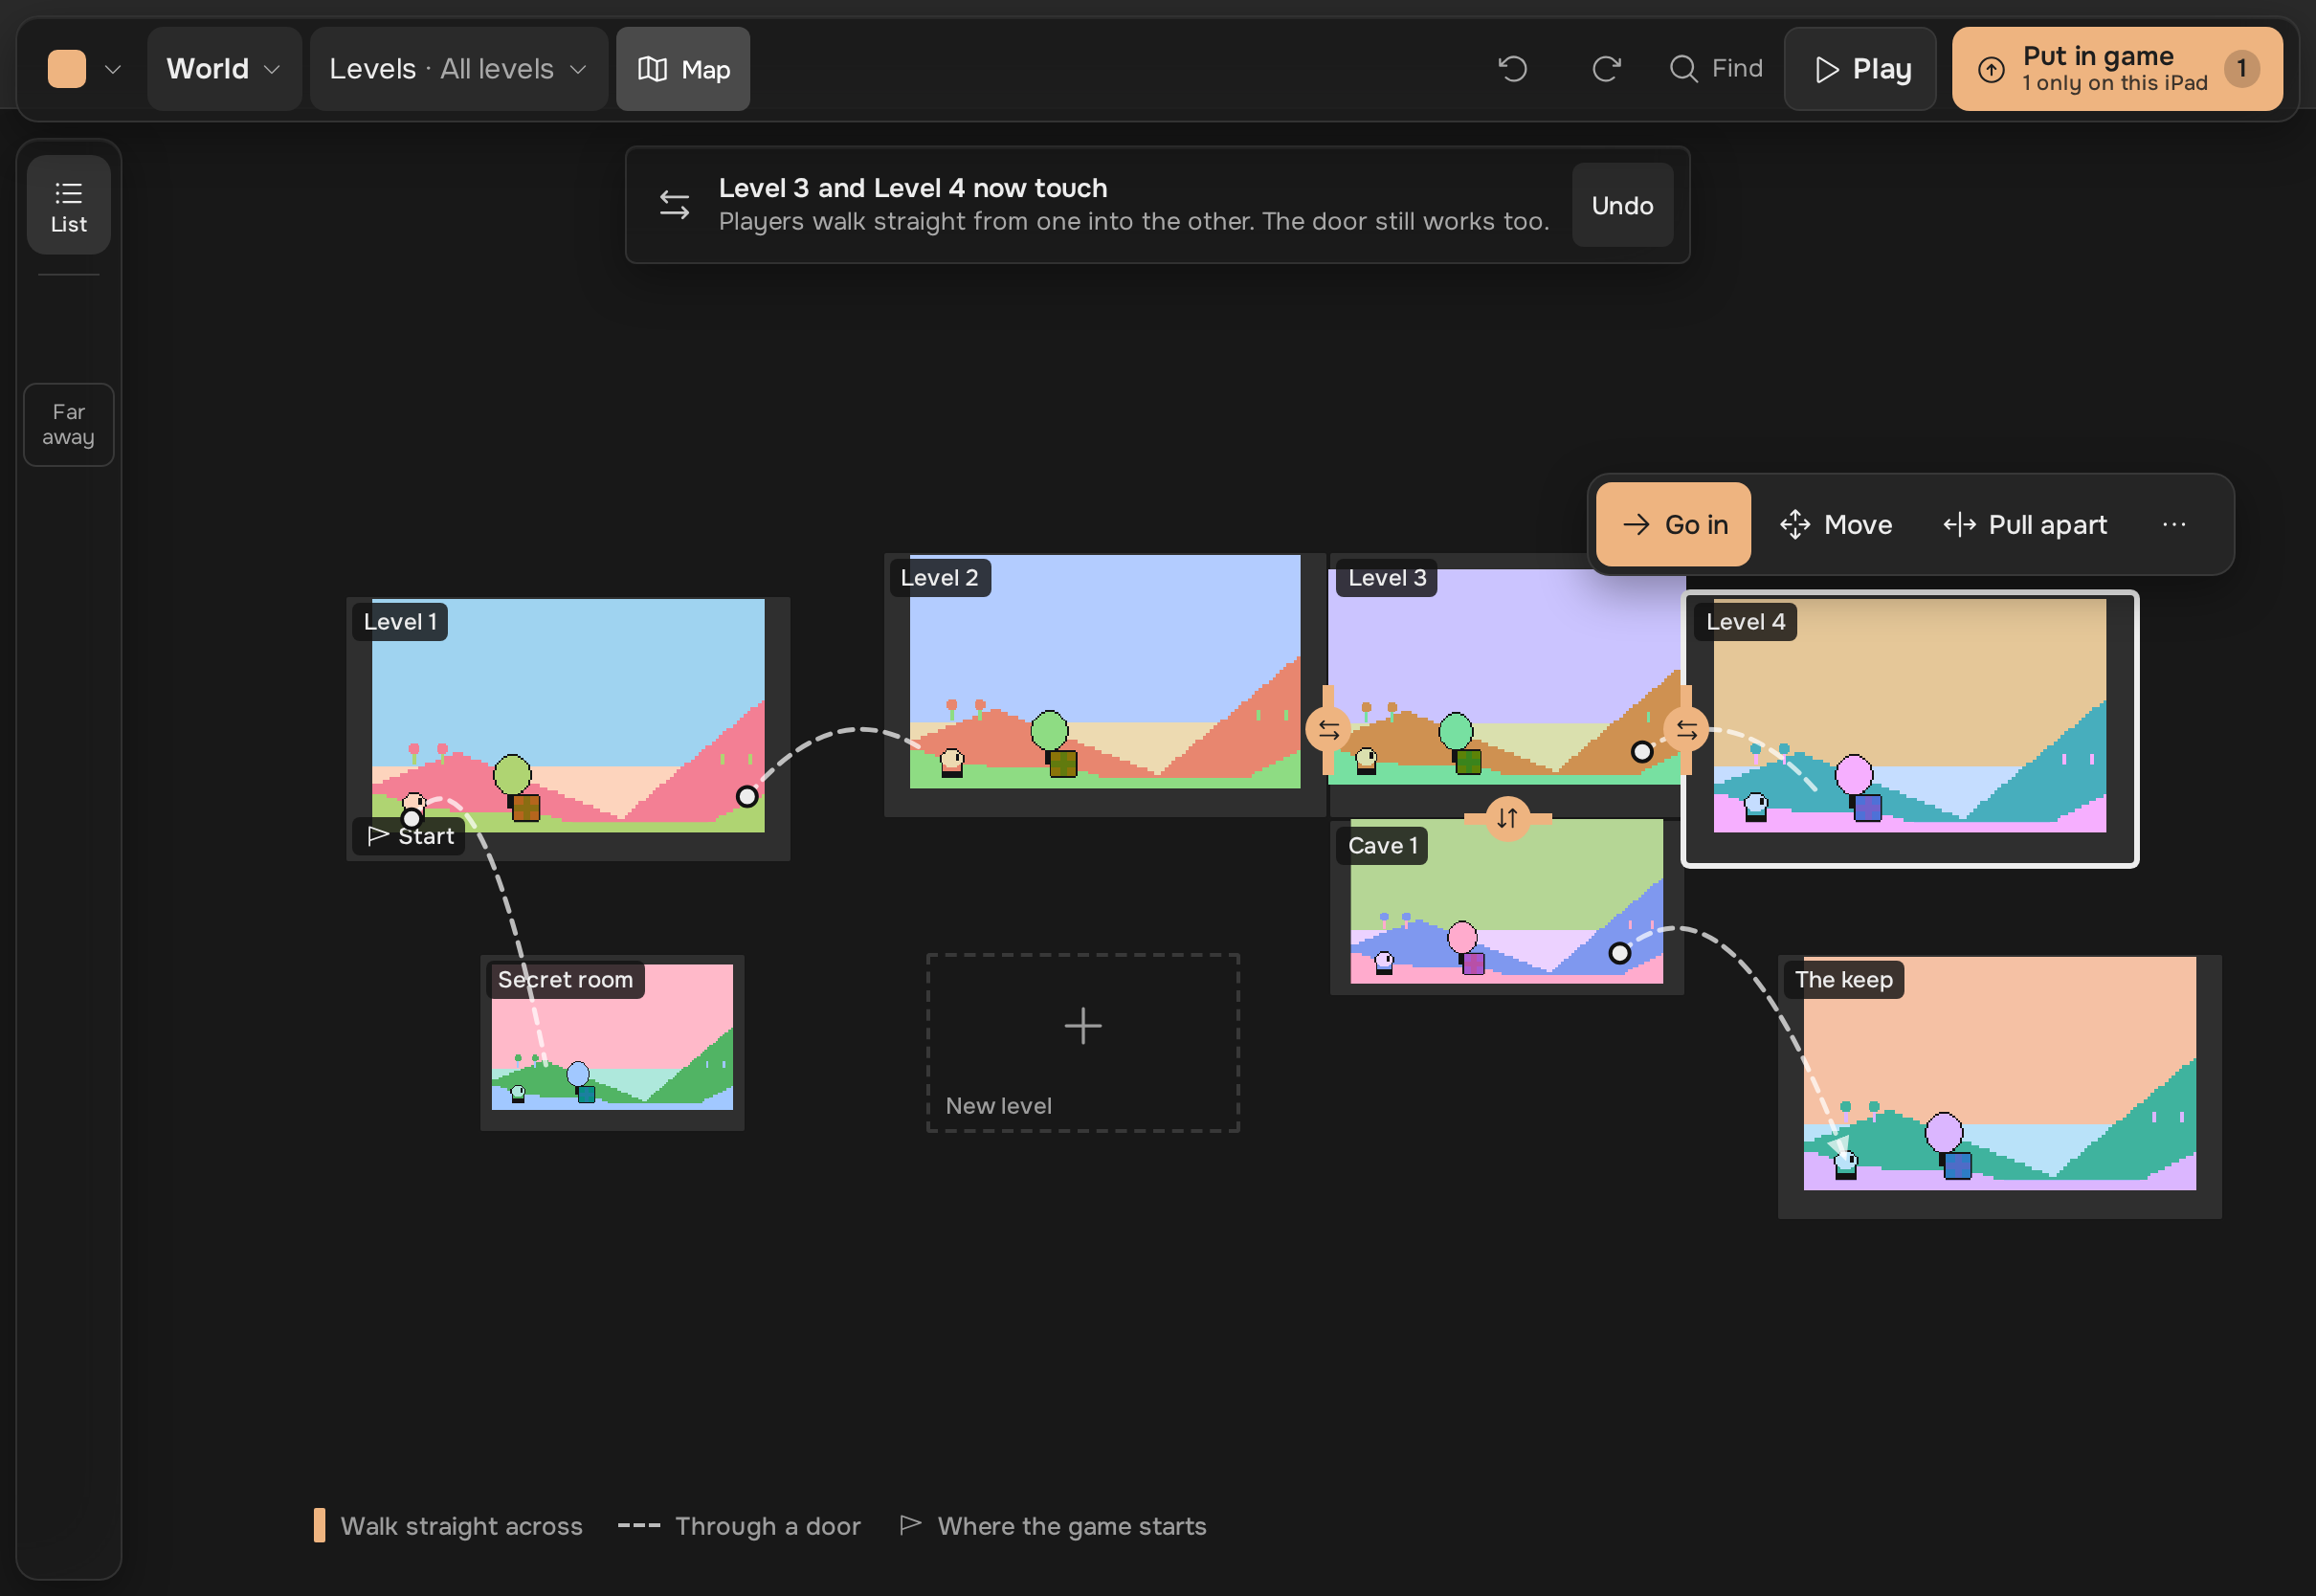 World
Levels · All levels
Map
Find
Play
Put in game
1 only on this iPad
1
List
Level 3 and Level 4 now touch
Players walk straight from one into the other. The door still works too.
Undo
Far
away
Go in
Move
Pull apart
Level 1
Level 2
Level 3
Level 4
Start
Cave 1
Secret room
The keep
New level
Walk straight across
Through a door
Where the game starts